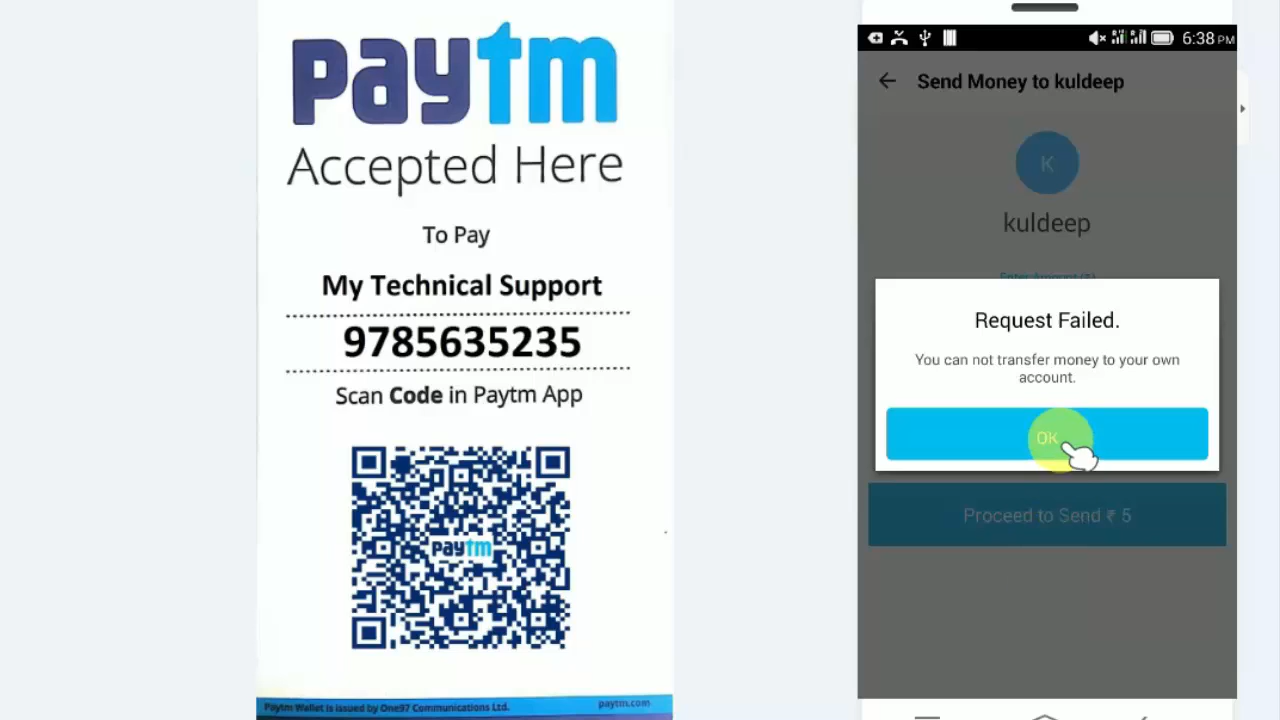 paytm
Accepted Here
To Pay
My Technical Support
9785635235
Scan Code in Paytm App
paytm
Paytm Wallet is issued by One97 Communications Ltd.
paytm.com
6:38 PM
Send Money to kuldeep
K
kuldeep
Enter Amount (₹)
Request Failed.
You can not transfer money to your own
account.
OK
Proceed to Send ₹ 5